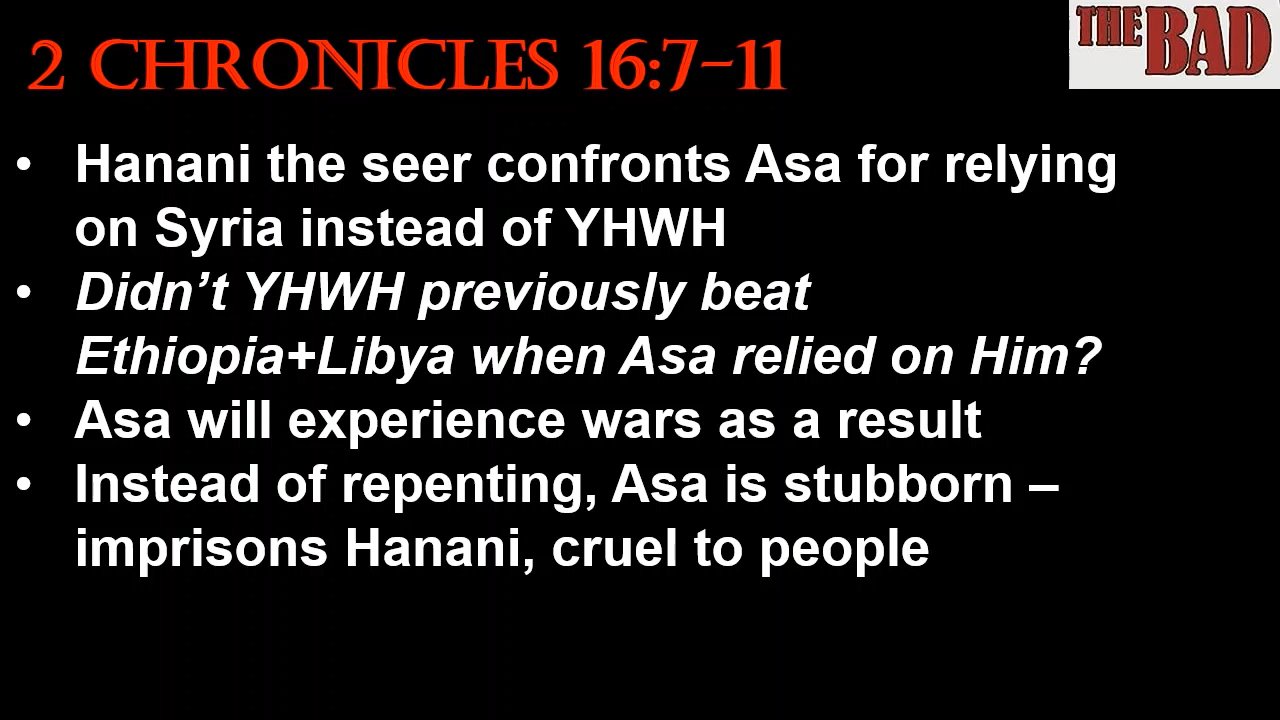 2 CHRONICLES 16:7-11
THE BAD
• Hanani the seer confronts Asa for relying
on Syria instead of YHWH
• Didn’t YHWH previously beat
Ethiopia+Libya when Asa relied on Him?
• Asa will experience wars as a result
• Instead of repenting, Asa is stubborn –
imprisons Hanani, cruel to people